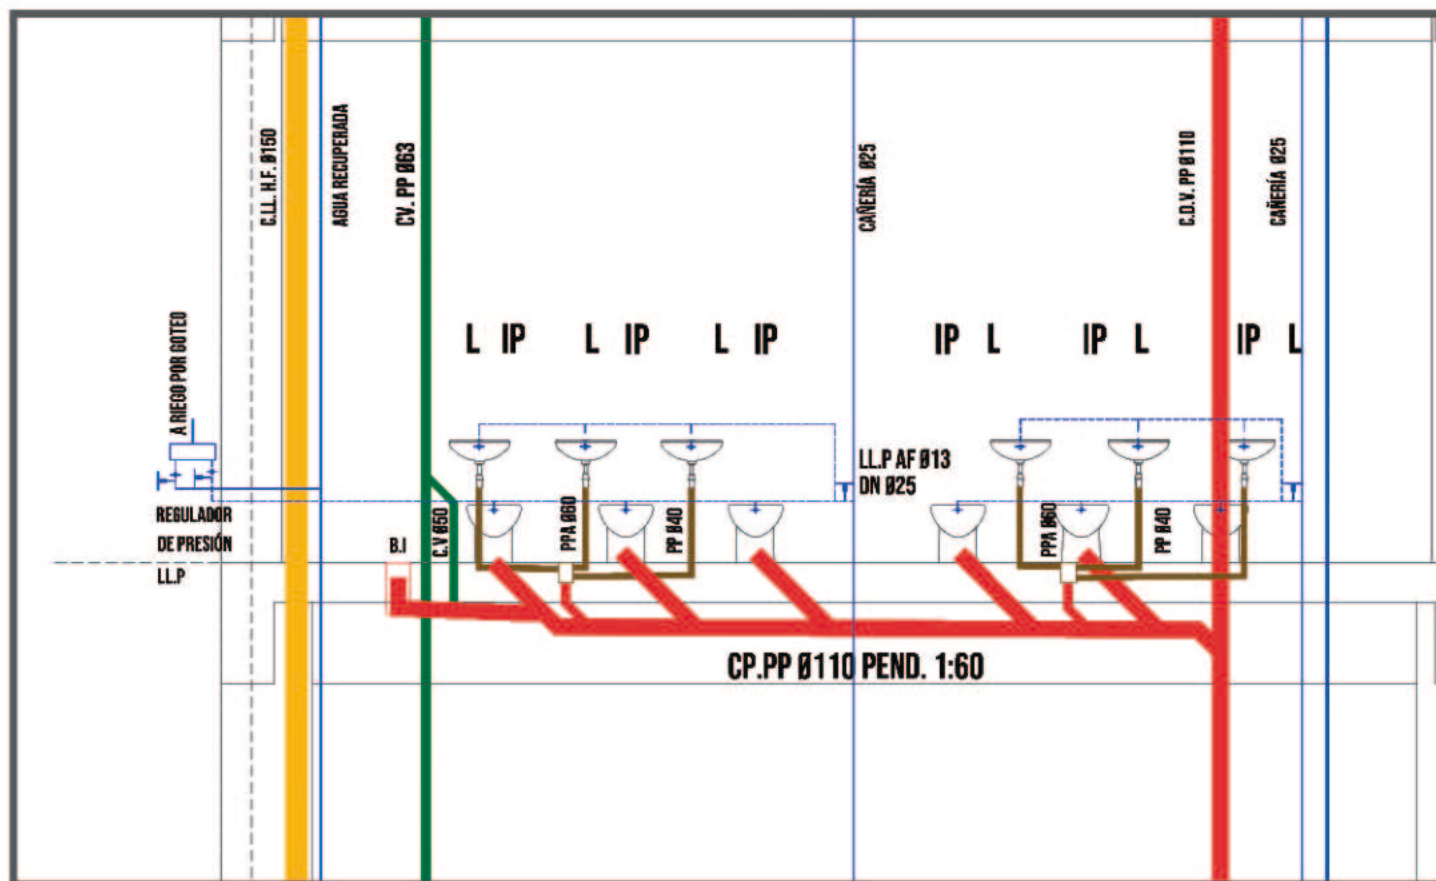 C.LL. H.F. Ø150
AGUA RECUPERADA
CV. PP Ø63
CAÑERÍA Ø25
C.D.V. PP Ø110
CAÑERÍA Ø25
L IP L IP L IP IP L IP L IP L
A RIEGO POR GOTEO
LL.P AF Ø13
DN Ø25
REGULADOR
DE PRESIÓN
LL.P
B.I
C.V Ø50
PPA Ø60
PP Ø40
PPA Ø60
PP Ø40
CP.PP Ø110 PEND. 1:60